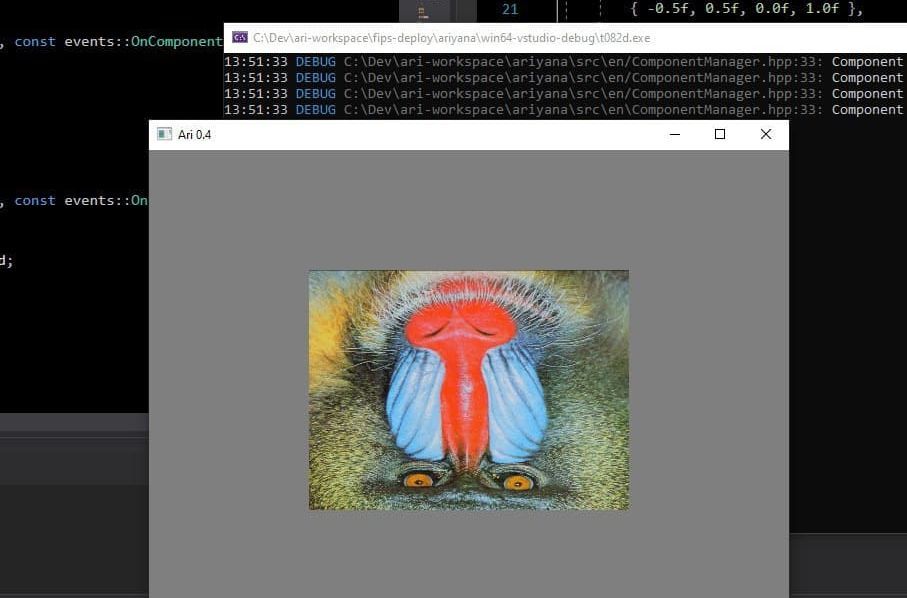 21 { -0.5f, 0.5f, 0.0f, 1.0f },
C:\Dev\ari-workspace\fips-deploy\ariyana\win64-vstudio-debug\t082d.exe
, const events::OnComponent
13:51:33 DEBUG C:\Dev\ari-workspace\ariyana\src\en/ComponentManager.hpp:33: Component
13:51:33 DEBUG C:\Dev\ari-workspace\ariyana\src\en/ComponentManager.hpp:33: Component
13:51:33 DEBUG C:\Dev\ari-workspace\ariyana\src\en/ComponentManager.hpp:33: Component
13:51:33 DEBUG C:\Dev\ari-workspace\ariyana\src\en\ComponentManager.hpp:33: Component
Ari 0.4
, const events::On
d;